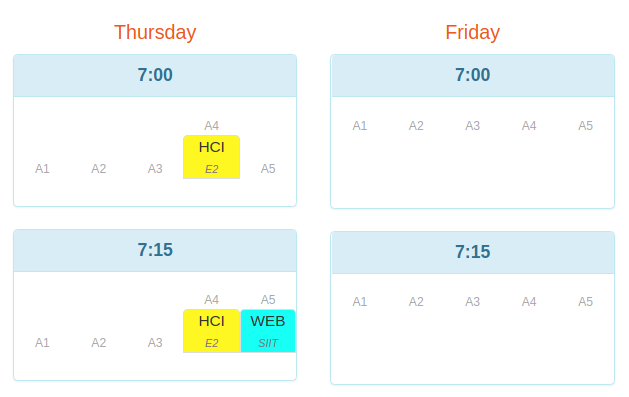 Thursday
7:00
A4
HCI
A1 A2 A3 E2 A5
7:15
A4 A5
HCI WEB
A1 A2 A3 E2 SIIT
Friday
7:00
A1 A2 A3 A4 A5
7:15
A1 A2 A3 A4 A5